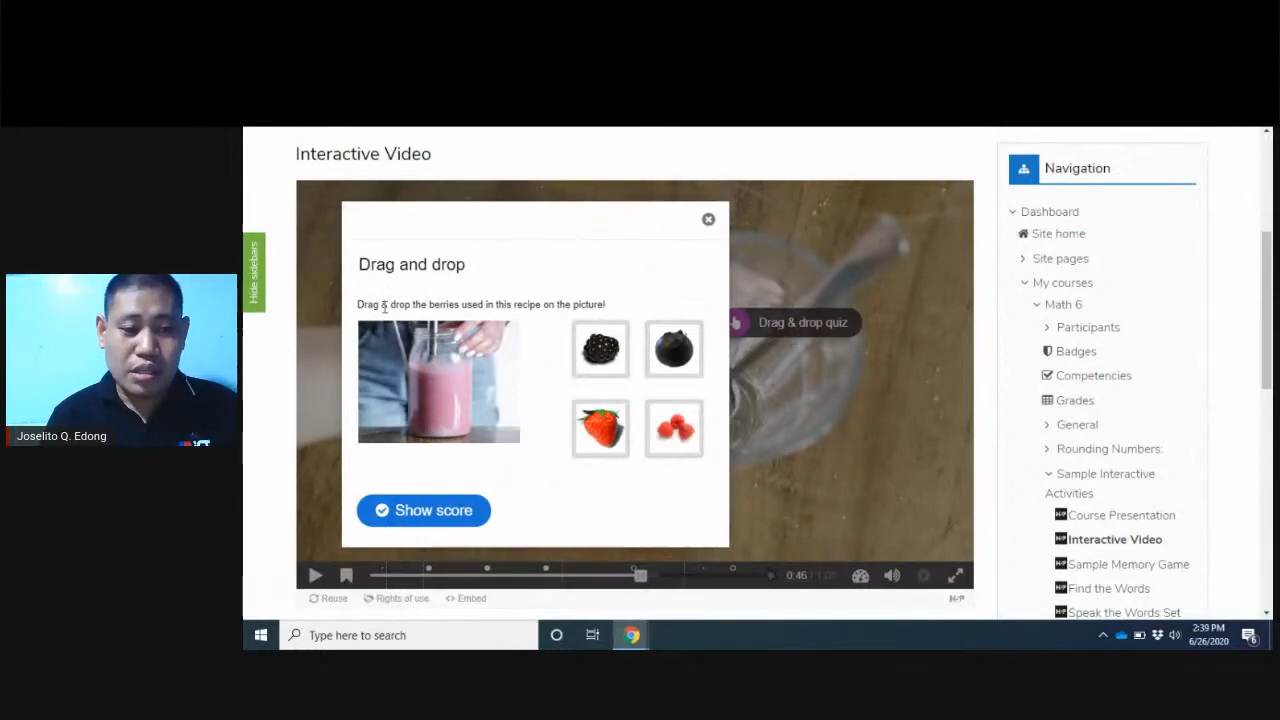 Interactive Video
Hide sidebars
Drag and drop
Drag & drop the berries used in this recipe on the picture!
Drag & drop quiz
Show score
0:46
Reuse
Rights of use
<> Embed
H5P
Navigation
Dashboard
Site home
Site pages
My courses
Math 6
Participants
Badges
Competencies
Grades
General
Rounding Numbers:
Sample Interactive
Activities
Course Presentation
Interactive Video
Sample Memory Game
Find the Words
Speak the Words Set
Joselito Q. Edong
Type here to search
2:39 PM
6/26/2020
6